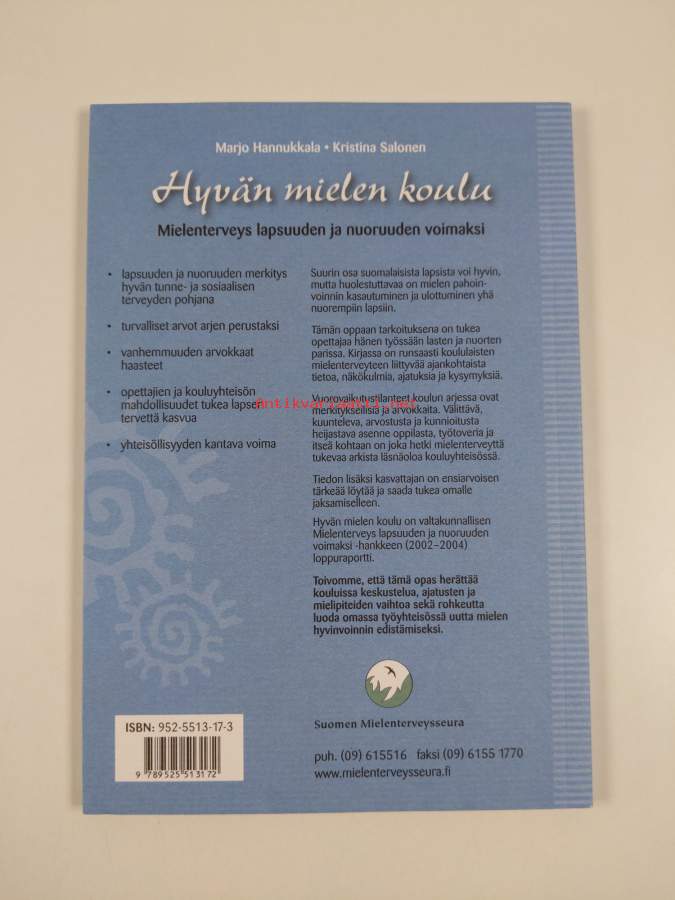 Marjo Hannukkala • Kristina Salonen
Hyvän mielen koulu
Mielenterveys lapsuuden ja nuoruuden voimaksi
• lapsuuden ja nuoruuden merkitys
hyvän tunne- ja sosiaalisen
terveyden pohjana
• turvalliset arvot arjen perustaksi
• vanhemmuuden arvokkaat
haasteet
• opettajien ja kouluyhteisön
mahdollisuudet tukea lapsen
tervettä kasvua
• yhteisöllisyyden kantava voima
Suurin osa suomalaisista lapsista voi hyvin,
mutta huolestuttavaa on mielen pahoin-
voinnin kasautuminen ja ulottuminen yhä
nuorempiin lapsiin.
Tämän oppaan tarkoituksena on tukea
opettajaa hänen työssään lasten ja nuorten
parissa. Kirjassa on runsaasti koululaisten
mielenterveyteen liittyvää ajankohtaista
tietoa, näkökulmia, ajatuksia ja kysymyksiä.
Vuorovaikutustilanteet koulun arjessa ovat
merkityksellisiä ja arvokkaita. Välittävä,
kuunteleva, arvostusta ja kunnioitusta
heijastava asenne oppilasta, työtoveria ja
itseä kohtaan on joka hetki mielenterveyttä
tukevaa arkista läsnäoloa kouluyhteisössä.
Tiedon lisäksi kasvattajan on ensiarvoisen
tärkeää löytää ja saada tukea omalle
jaksamiselleen.
Hyvän mielen koulu on valtakunnallisen
Mielenterveys lapsuuden ja nuoruuden
voimaksi -hankkeen (2002–2004)
loppuraportti.
Toivomme, että tämä opas herättää
kouluissa keskustelua, ajatusten ja
mielipiteiden vaihtoa sekä rohkeutta
luoda omassa työyhteisössä uutta mielen
hyvinvoinnin edistämiseksi.
Antikvariaatti.net
Suomen Mielenterveysseura
puh. (09) 615516 faksi (09) 6155 1770
www.mielenterveysseura.fi
ISBN: 952-5513-17-3
9 789525 513172